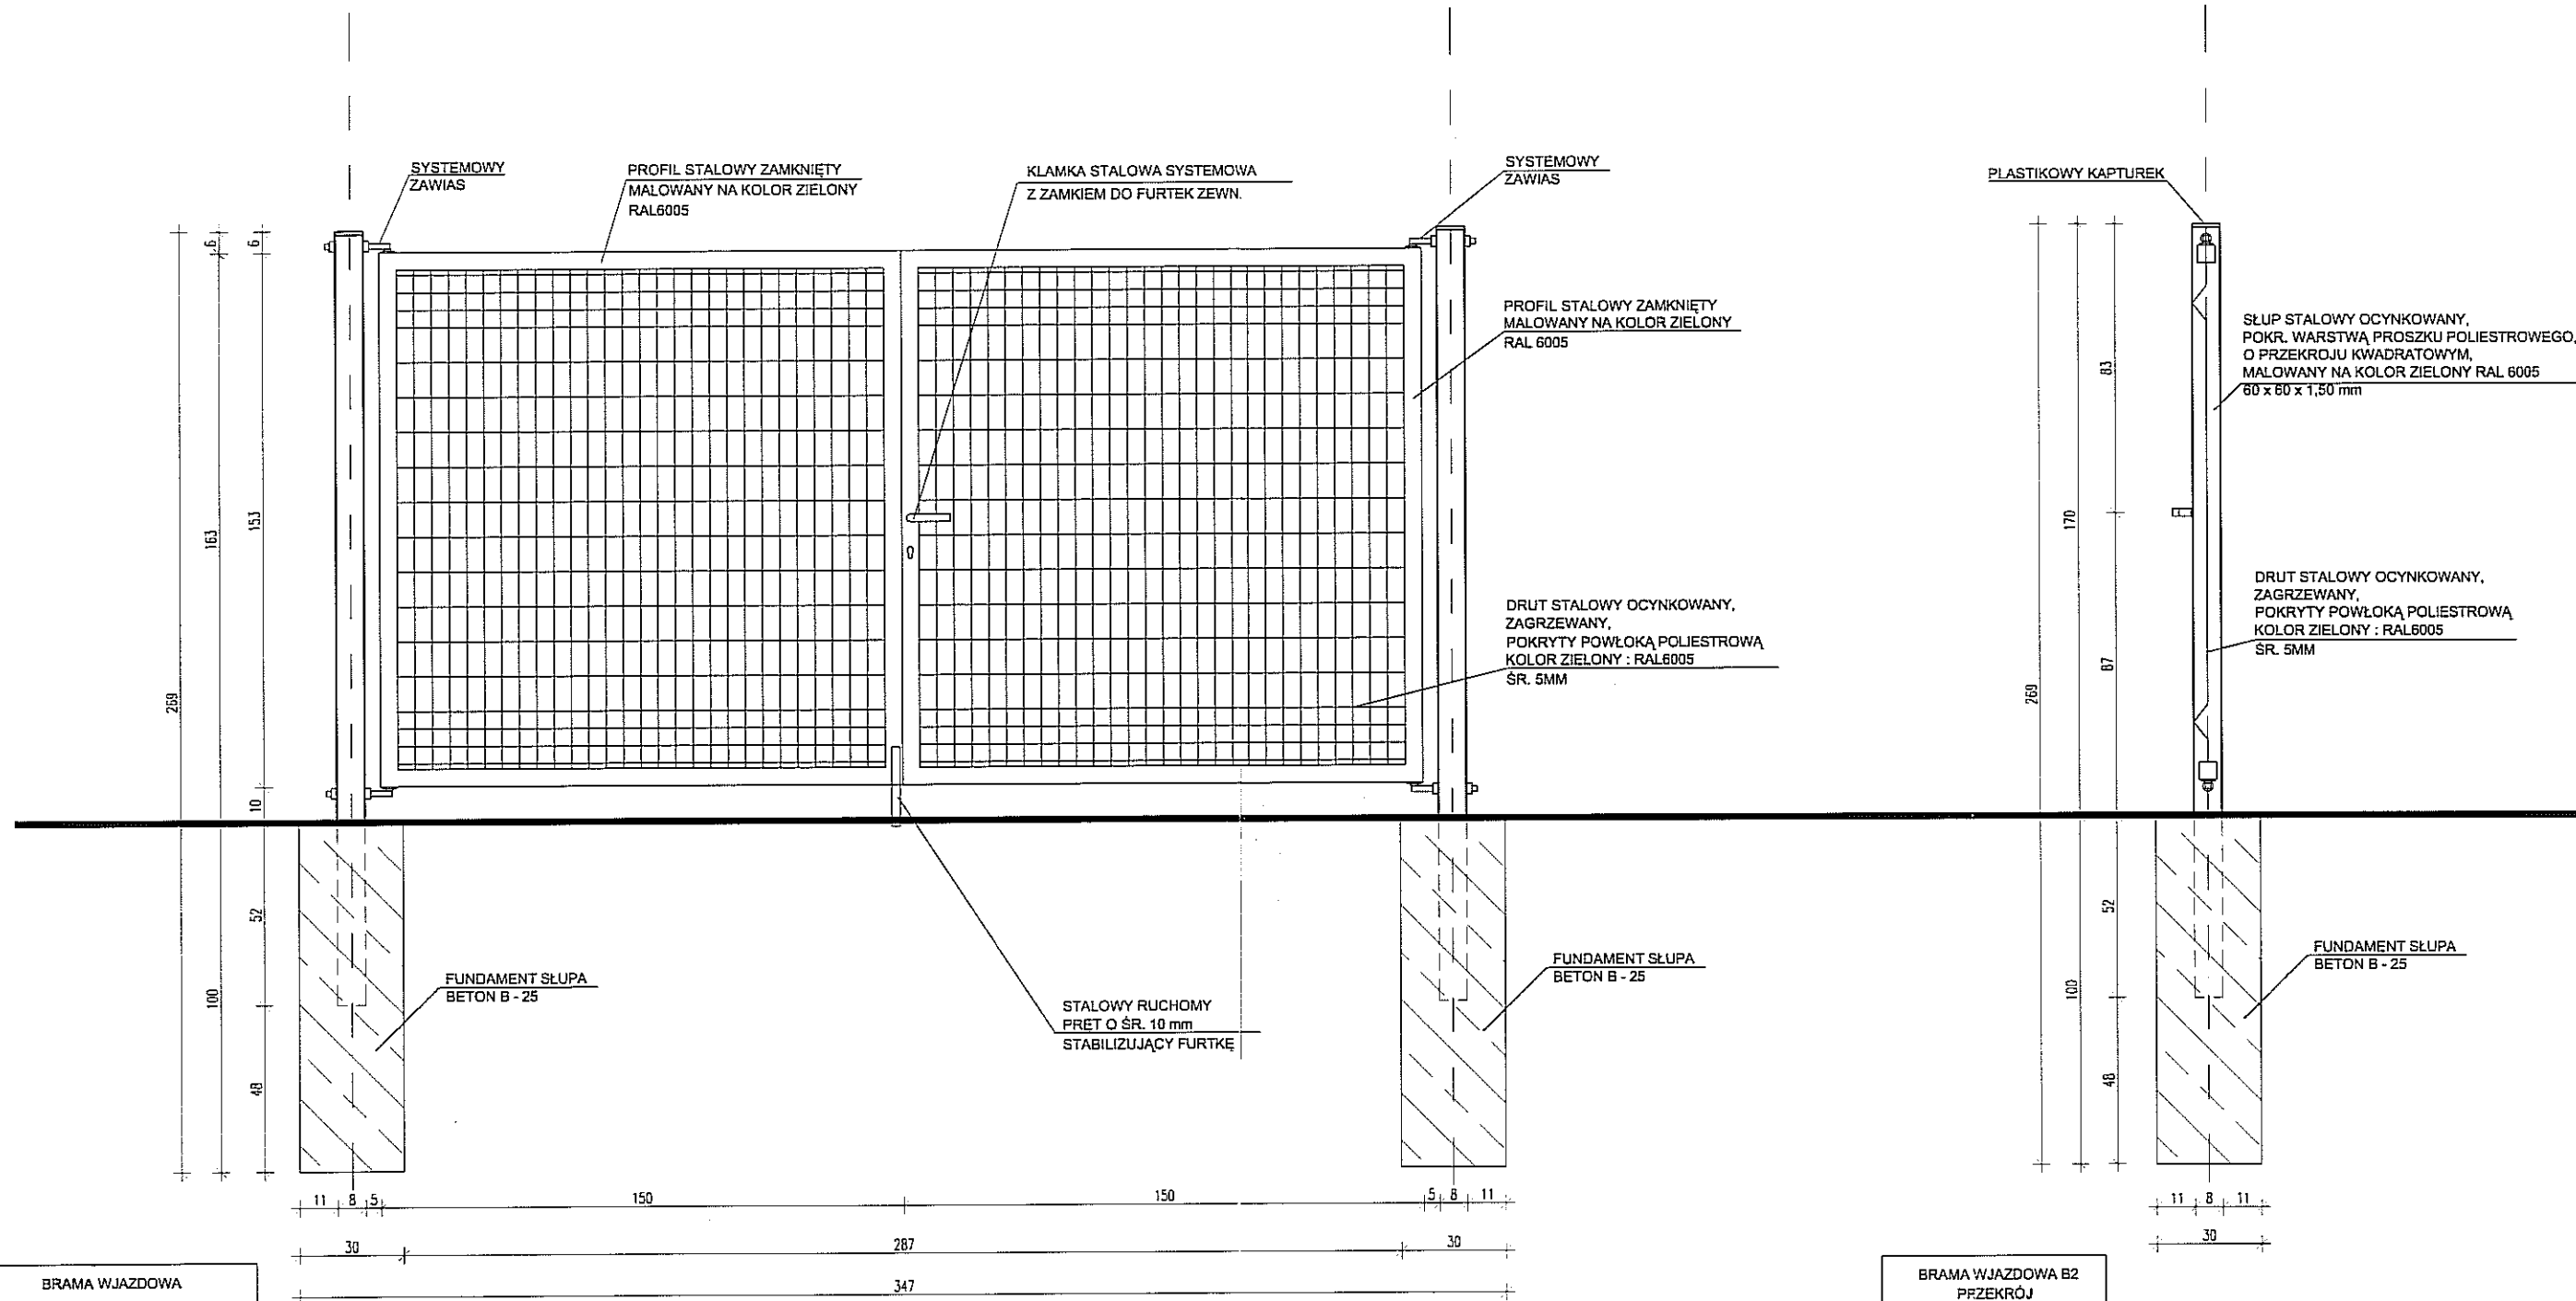 SYSTEMOWY
ZAWIAS
PROFIL STALOWY ZAMKNIĘTY
MALOWANY NA KOLOR ZIELONY
RAL6005
KLAMKA STALOWA SYSTEMOWA
Z ZAMKIEM DO FURTEK ZEWN.
SYSTEMOWY
ZAWIAS
PLASTIKOWY KAPTUREK
PROFIL STALOWY ZAMKNIĘTY
MALOWANY NA KOLOR ZIELONY
RAL 6005
SŁUP STALOWY OCYNKOWANY,
POKR. WARSTWĄ PROSZKU POLIESTROWEGO,
O PRZEKROJU KWADRATOWYM,
MALOWANY NA KOLOR ZIELONY RAL 6005
60 x 60 x 1,50 mm
DRUT STALOWY OCYNKOWANY,
ZAGRZEWANY,
POKRYTY POWŁOKĄ POLIESTROWĄ
KOLOR ZIELONY : RAL6005
ŚR. 5MM
DRUT STALOWY OCYNKOWANY,
ZAGRZEWANY,
POKRYTY POWŁOKĄ POLIESTROWĄ
KOLOR ZIELONY : RAL6005
ŚR. 5MM
FUNDAMENT SŁUPA
BETON B - 25
STALOWY RUCHOMY
PRET O ŚR. 10 mm
STABILIZUJĄCY FURTKĘ
FUNDAMENT SŁUPA
BETON B - 25
FUNDAMENT SŁUPA
BETON B - 25
269
6
163
100
6
153
10
52
48
269
170
100
83
87
52
48
11 8 5 150 150 5 8 11
30 287 30
347
11 8 11
30
BRAMA WJAZDOWA
BRAMA WJAZDOWA B2
PRZEKRÓJ